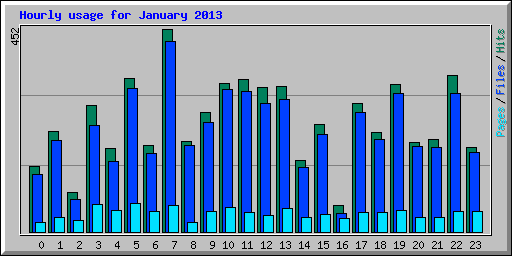 Hourly usage for January 2013
452
Pages / Files / Hits
0 1 2 3 4 5 6 7 8 9 10 11 12 13 14 15 16 17 18 19 20 21 22 23